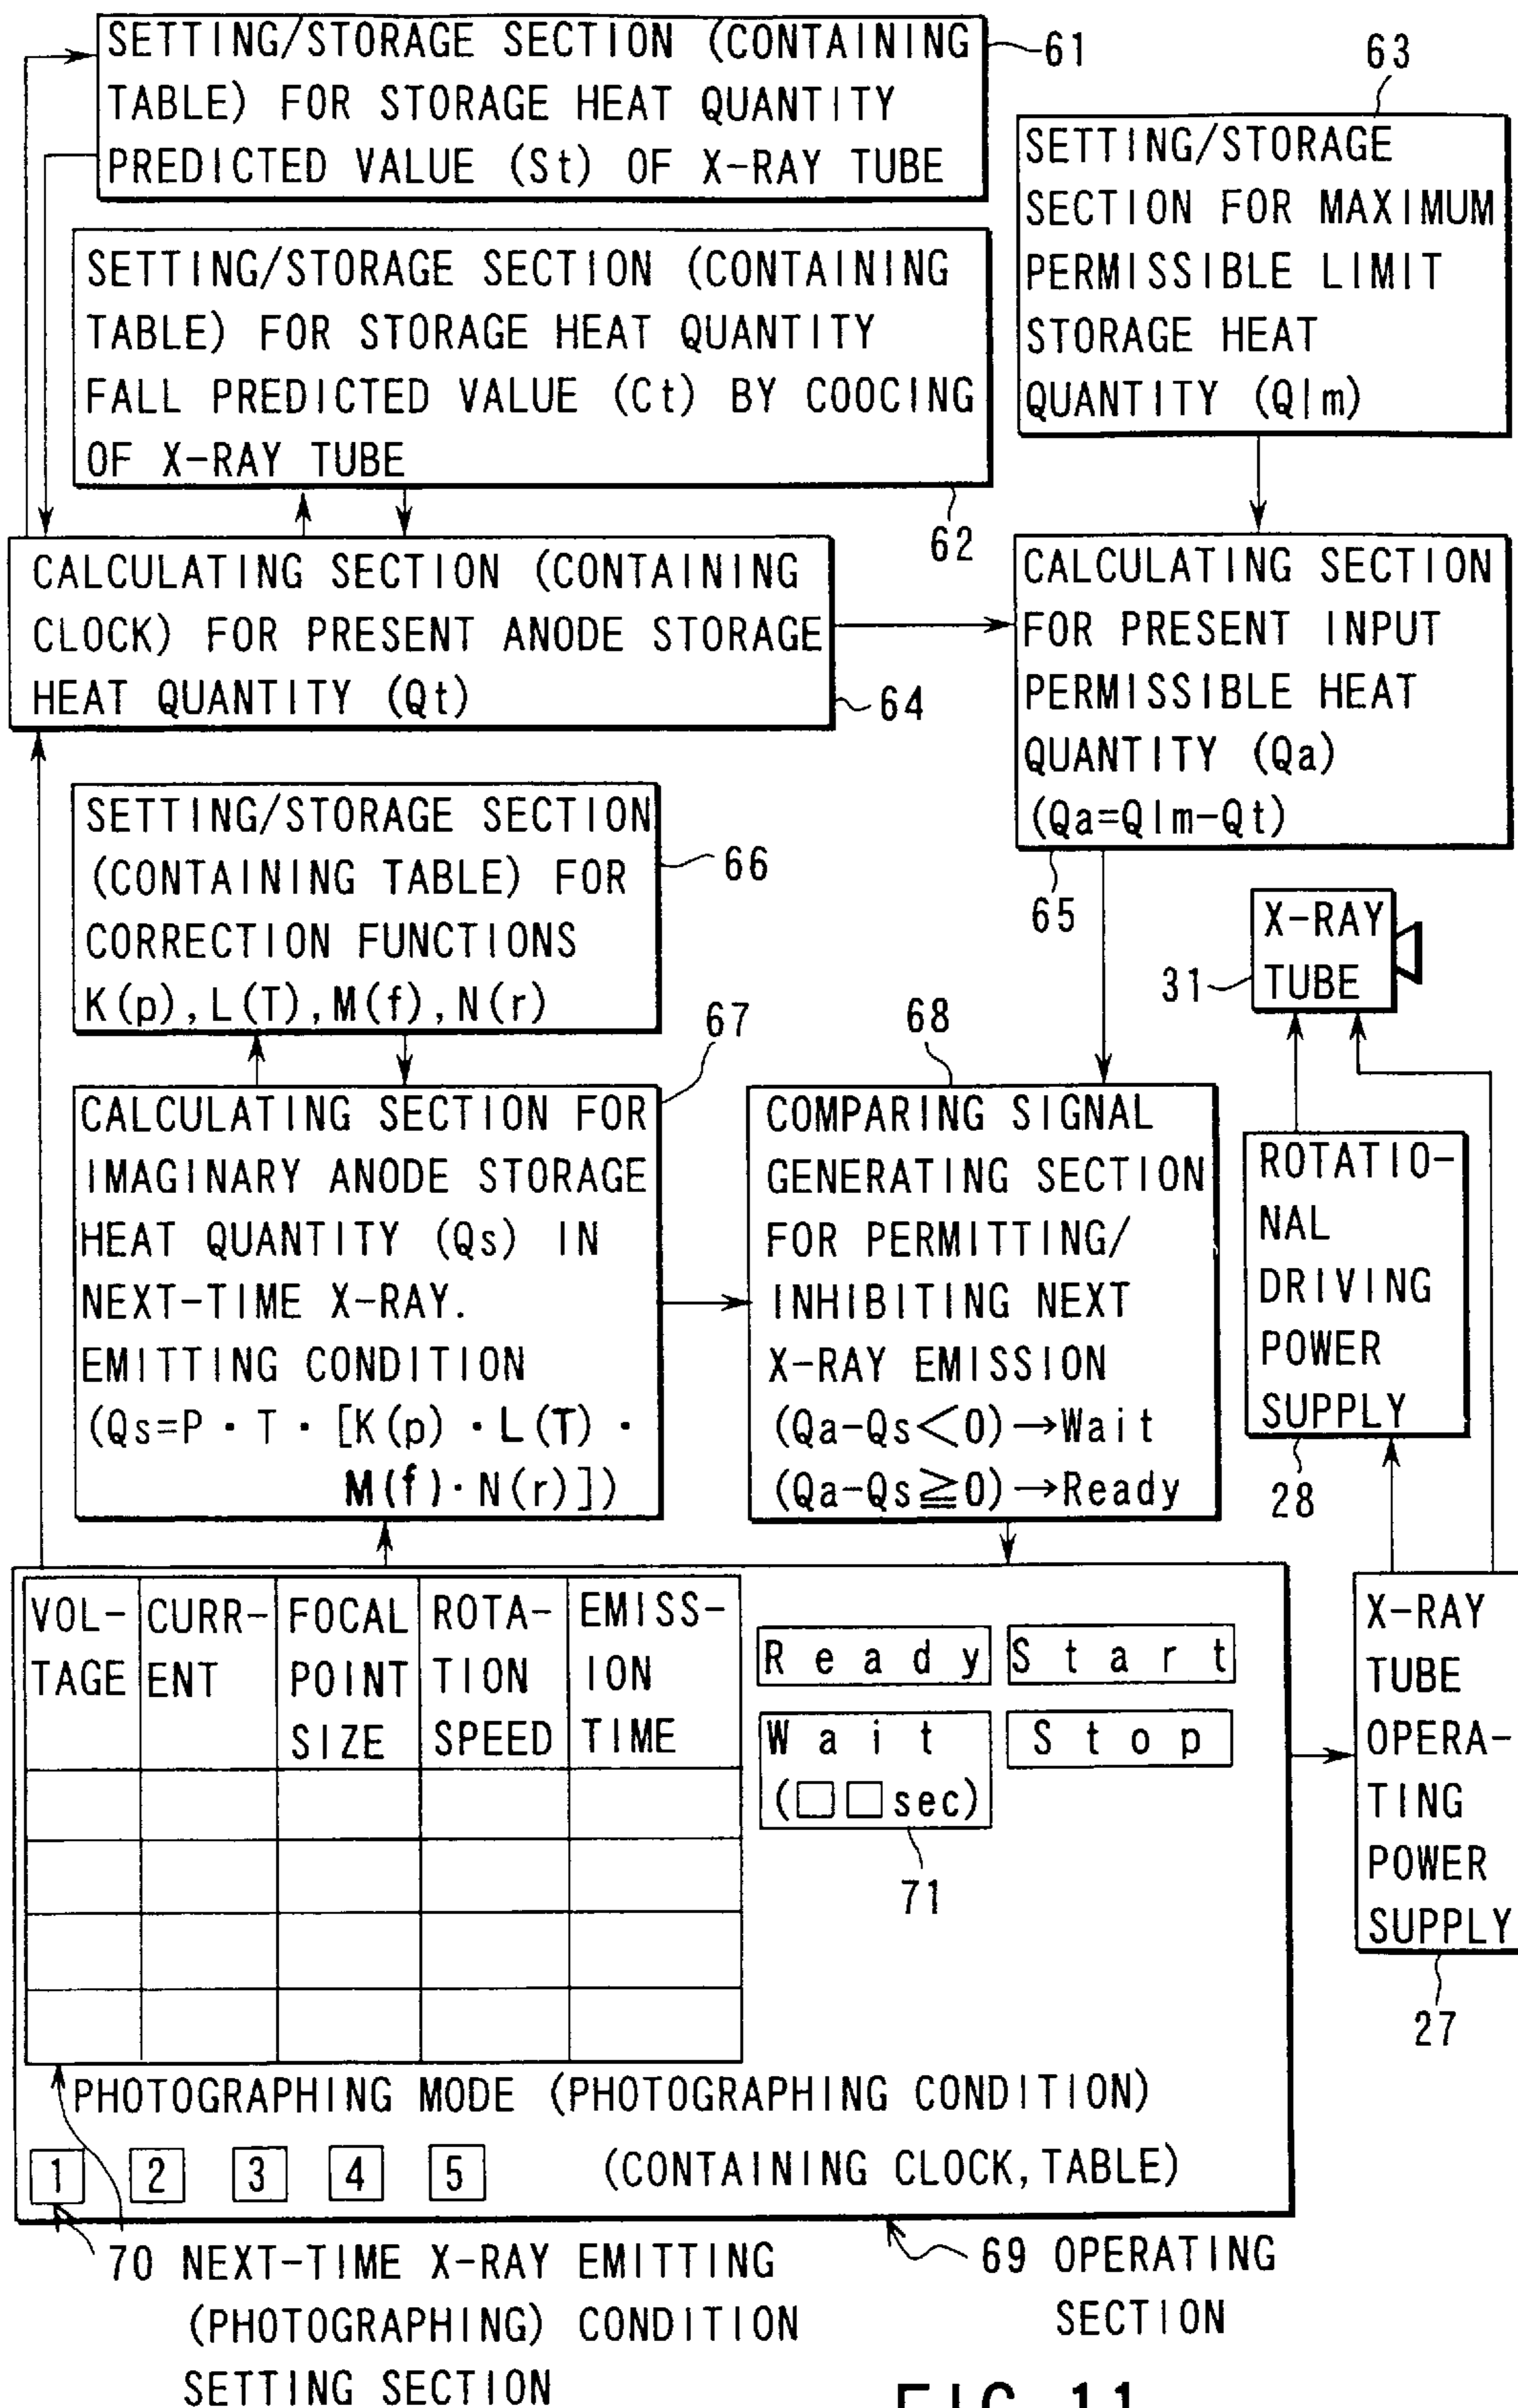 SETTING/STORAGE SECTION (CONTAINING
TABLE) FOR STORAGE HEAT QUANTITY
PREDICTED VALUE (St) OF X-RAY TUBE
61
63
SETTING/STORAGE
SECTION FOR MAXIMUM
PERMISSIBLE LIMIT
STORAGE HEAT
QUANTITY (Qlm)
SETTING/STORAGE SECTION (CONTAINING
TABLE) FOR STORAGE HEAT QUANTITY
FALL PREDICTED VALUE (Ct) BY COOCING
OF X-RAY TUBE
62
CALCULATING SECTION (CONTAINING
CLOCK) FOR PRESENT ANODE STORAGE
HEAT QUANTITY (Qt)
64
CALCULATING SECTION
FOR PRESENT INPUT
PERMISSIBLE HEAT
QUANTITY (Qa)
(Qa=Qlm-Qt)
65
SETTING/STORAGE SECTION
(CONTAINING TABLE) FOR
CORRECTION FUNCTIONS
K(p),L(T),M(f),N(r)
66
X-RAY
TUBE
31
67
CALCULATING SECTION FOR
IMAGINARY ANODE STORAGE
HEAT QUANTITY (Qs) IN
NEXT-TIME X-RAY.
EMITTING CONDITION
(Qs=P · T · [K(p) · L(T) ·
M(f) · N(r)])
68
COMPARING SIGNAL
GENERATING SECTION
FOR PERMITTING/
INHIBITING NEXT
X-RAY EMISSION
(Qa-Qs<0)→Wait
(Qa-Qs≧0)→Ready
ROTATIO-
NAL
DRIVING
POWER
SUPPLY
28
VOL-
TAGE
CURR-
ENT
FOCAL
POINT
SIZE
ROTA-
TION
SPEED
EMISS-
ION
TIME
Ready
Start
Wait
(□□sec)
Stop
71
X-RAY
TUBE
OPERA-
TING
POWER
SUPPLY
27
PHOTOGRAPHING MODE (PHOTOGRAPHING CONDITION)
1 2 3 4 5
(CONTAINING CLOCK,TABLE)
70 NEXT-TIME X-RAY EMITTING
(PHOTOGRAPHING) CONDITION
SETTING SECTION
69 OPERATING
SECTION
FIG. 11